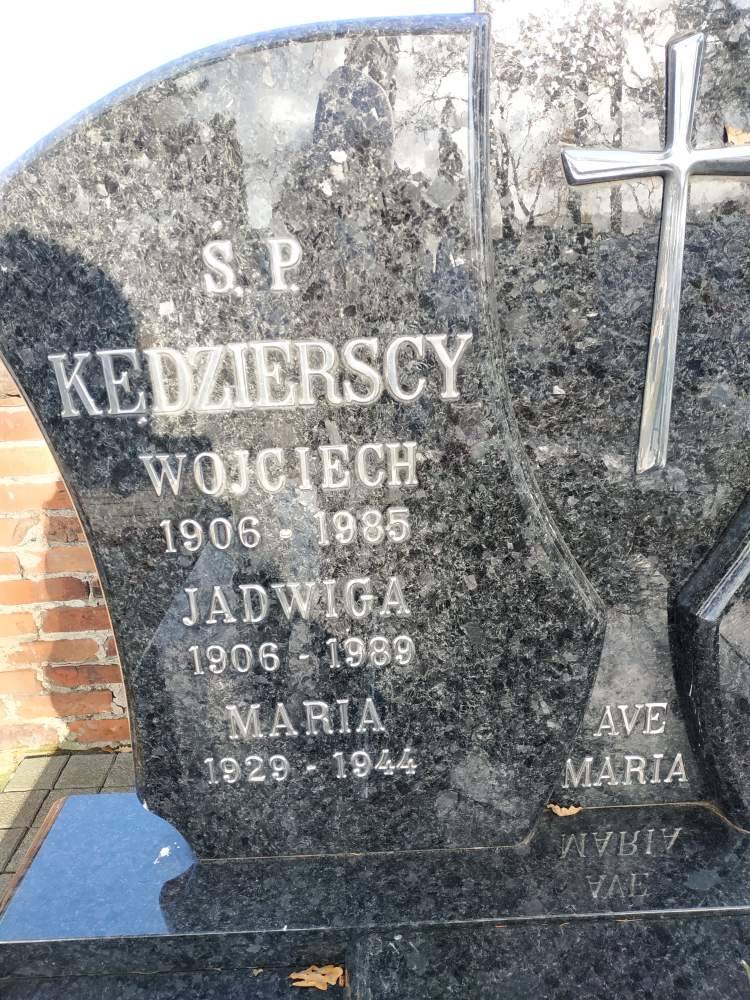 Ś. P.
KĘDZIERSCY
WOJCIECH
1906 - 1985
JADWIGA
1906 - 1989
MARIA
1929 - 1944
AVE
MARIA